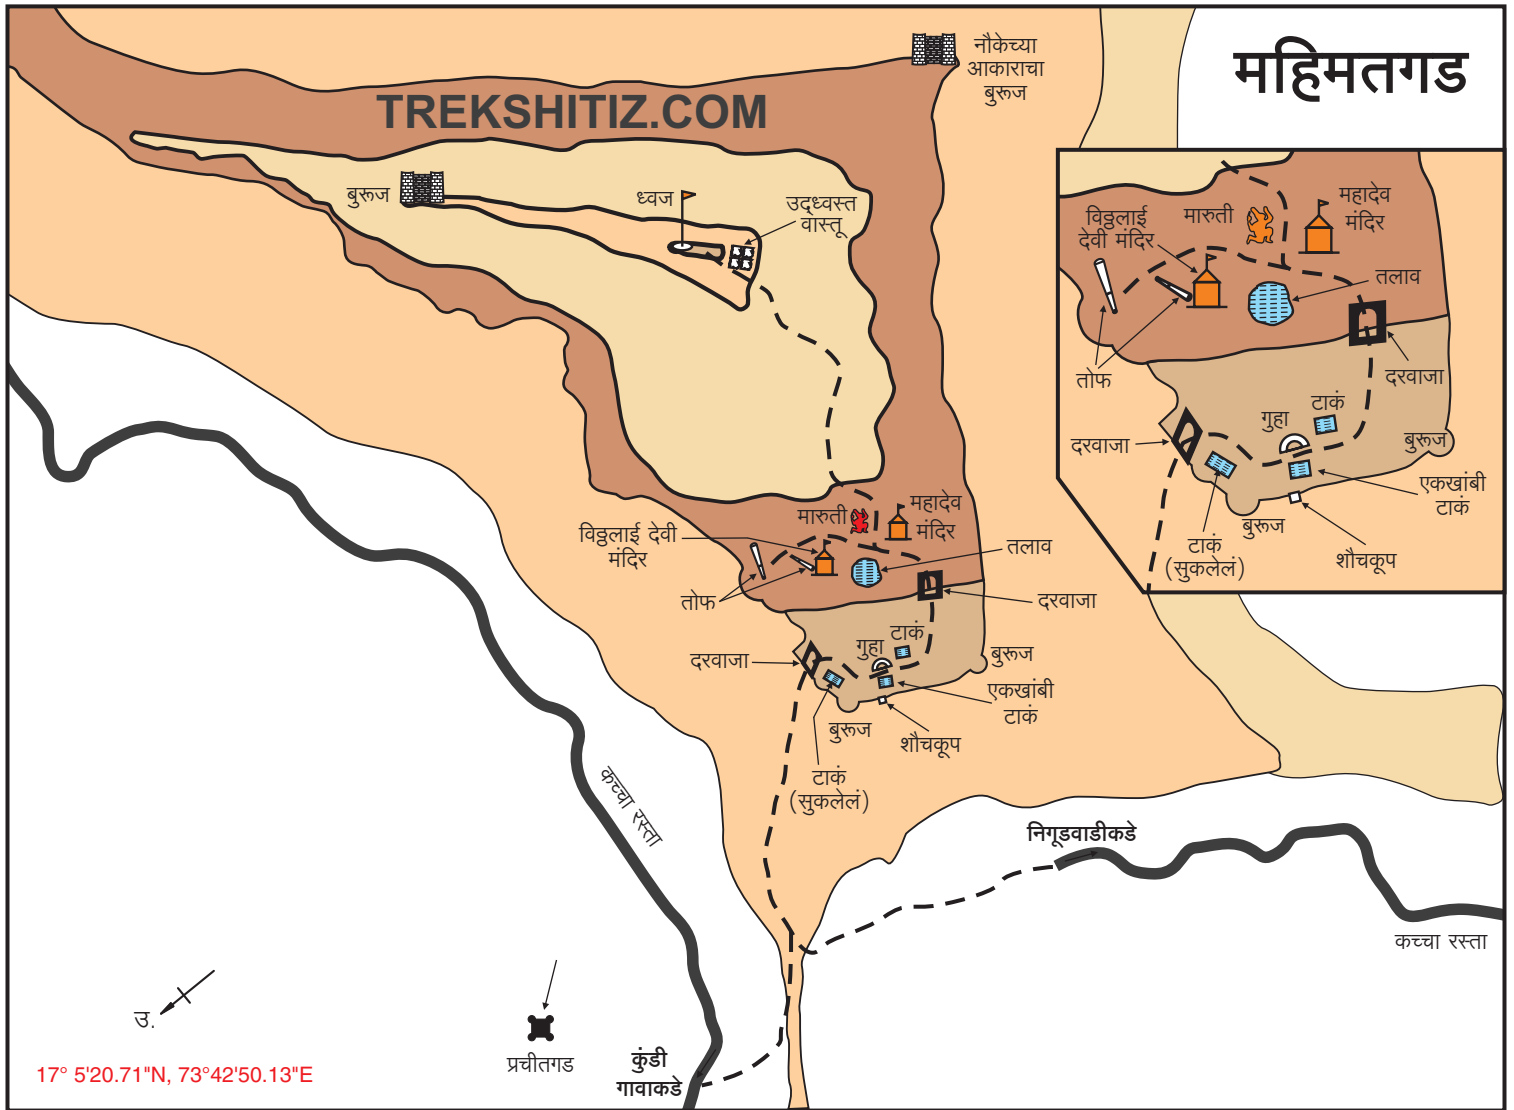 महिमतगड
नौकेच्या
आकाराचा
बुरूज
TREKSHITIZ.COM
बुरूज
ध्वज
उद्ध्वस्त
वास्तू
विठ्ठलाई
देवी मंदिर
मारुती
महादेव
मंदिर
तलाव
तोफ
दरवाजा
दरवाजा
गुहा
टाकं
बुरूज
एकखांबी
टाकं
बुरूज
टाकं
(सुकलेलं)
शौचकूप
मारुती
महादेव
मंदिर
विठ्ठलाई देवी
मंदिर
तलाव
तोफ
दरवाजा
दरवाजा
गुहा
टाकं
बुरूज
एकखांबी
टाकं
बुरूज
शौचकूप
टाकं
(सुकलेलं)
कच्चा रस्ता
निगूडवाडीकडे
कच्चा रस्ता
उ.
प्रचीतगड
कुंडी
गावाकडे
17° 5'20.71"N, 73°42'50.13"E